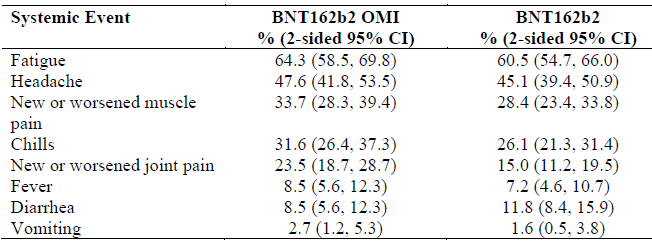 Systemic Event BNT162b2 OMI BNT162b2
% (2-sided 95% CI) % (2-sided 95% CI)
Fatigue 64.3 (58.5, 69.8) 60.5 (54.7, 66.0)
Headache 47.6 (41.8, 53.5) 45.1 (39.4, 50.9)
New or worsened muscle 33.7 (28.3, 39.4) 28.4 (23.4, 33.8)
pain
Chills 31.6 (26.4, 37.3) 26.1 (21.3, 31.4)
New or worsened joint pain 23.5 (18.7, 28.7) 15.0 (11.2, 19.5)
Fever 8.5 (5.6, 12.3) 7.2 (4.6, 10.7)
Diarrhea 8.5 (5.6, 12.3) 11.8 (8.4, 15.9)
Vomiting 2.7 (1.2, 5.3) 1.6 (0.5, 3.8)